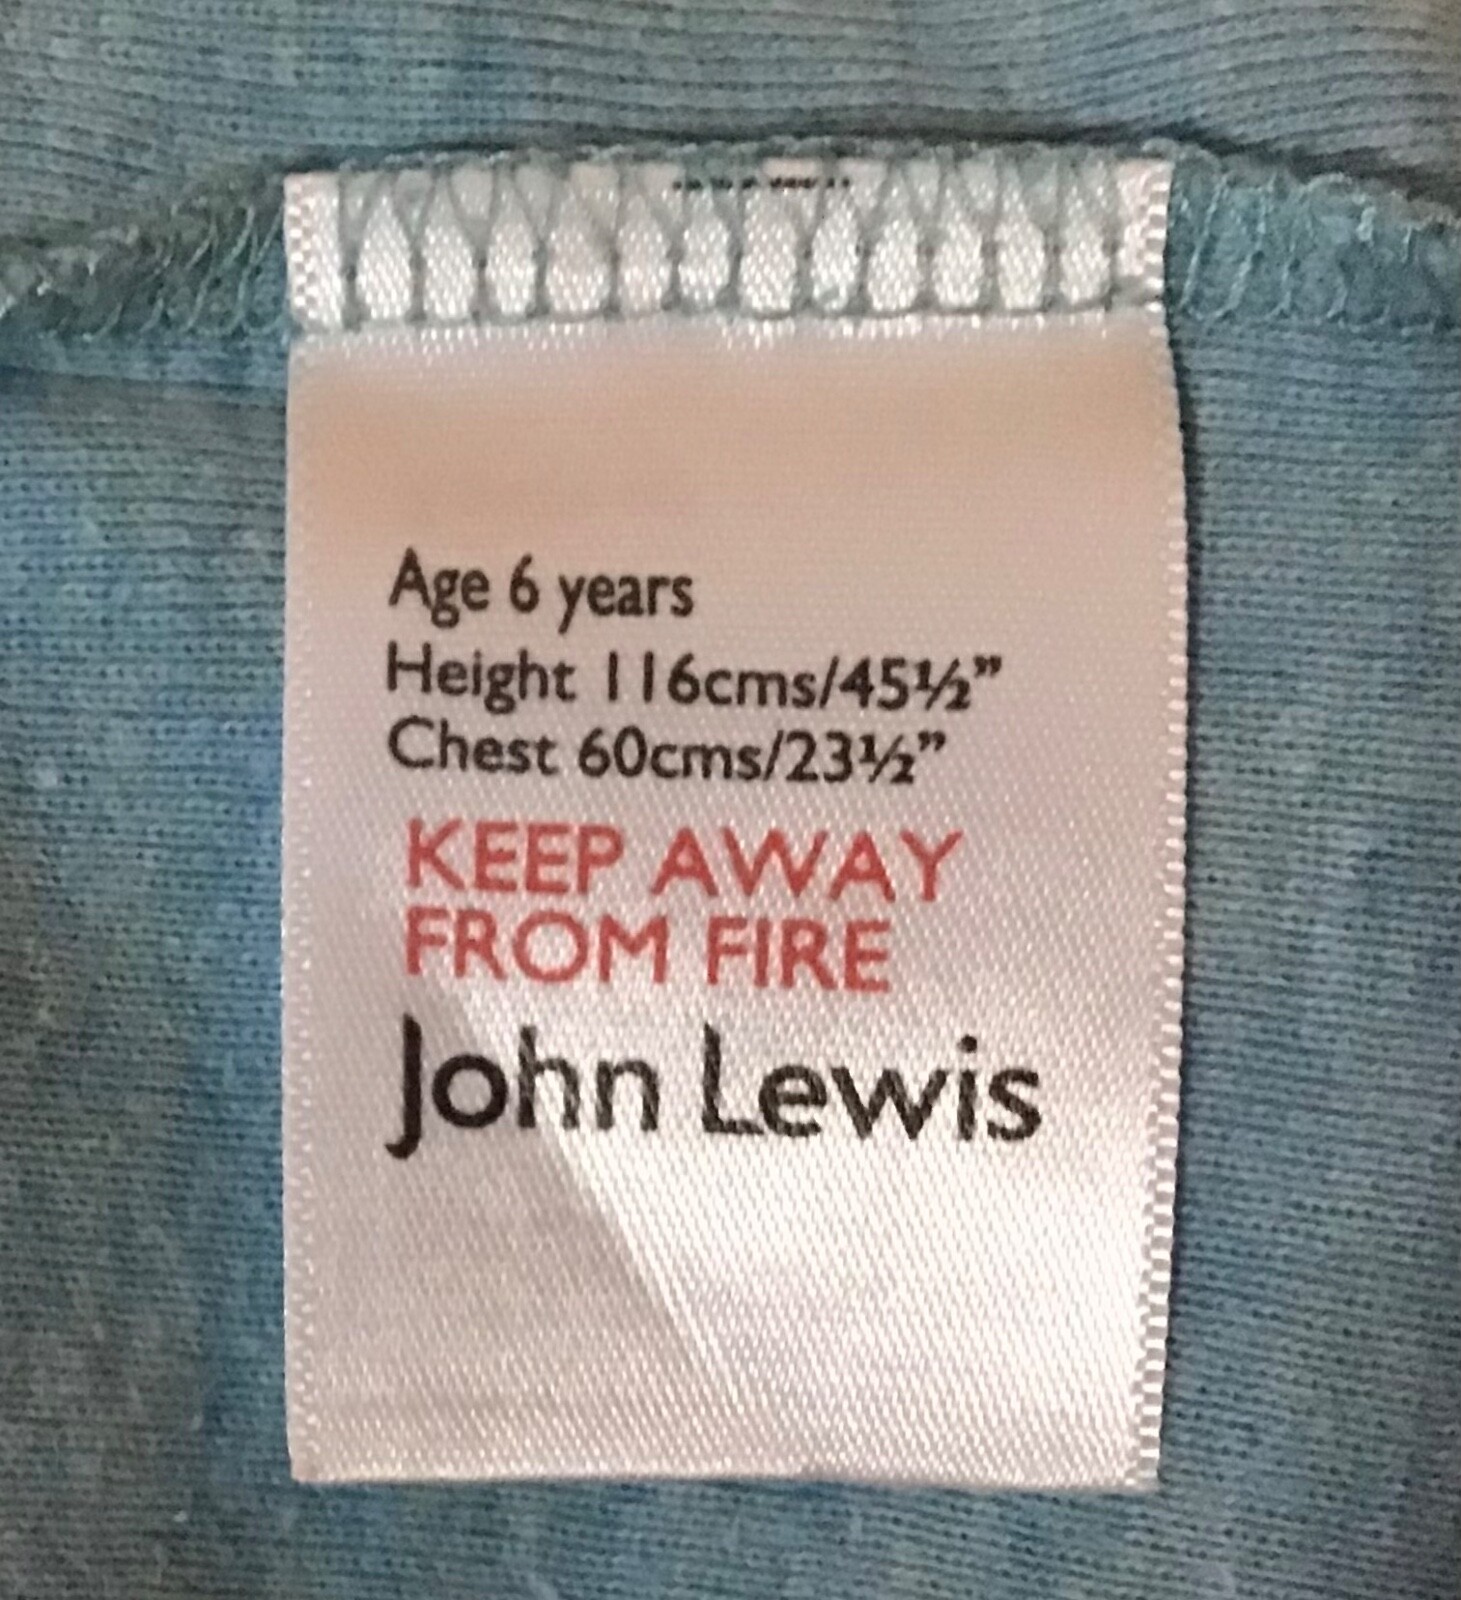 Age 6 years
Height 116cms/45½”
Chest 60cms/23½”
KEEP AWAY
FROM FIRE
John Lewis